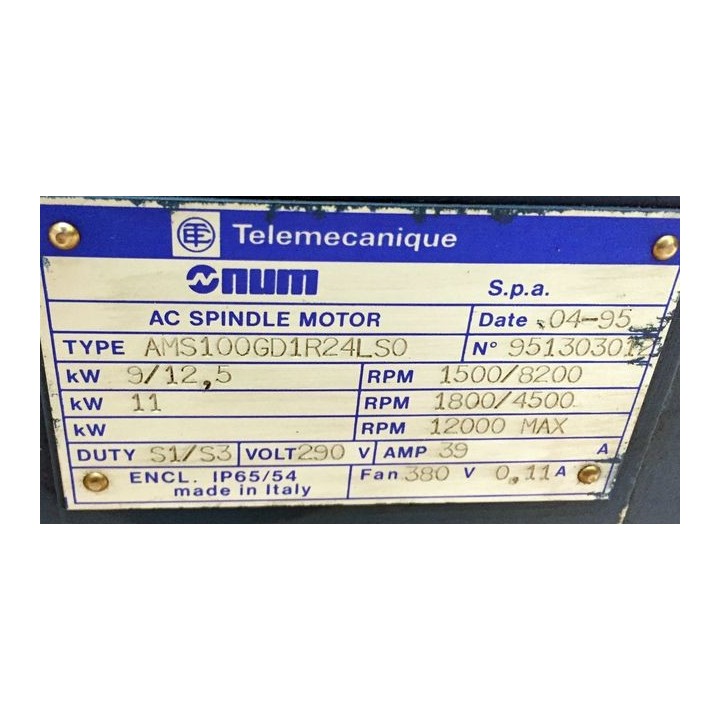 Telemecanique
num S.p.a.
AC SPINDLE MOTOR Date 04-95
TYPE AMS100GD1R24LS0 N° 951303012
kW 9/12,5 RPM 1500/8200
kW 11 RPM 1800/4500
kW RPM 12000 MAX
DUTY S1/S3 VOLT 290 V AMP 39 A
ENCL. IP65/54 Fan 380 V 0,11 A
made in Italy